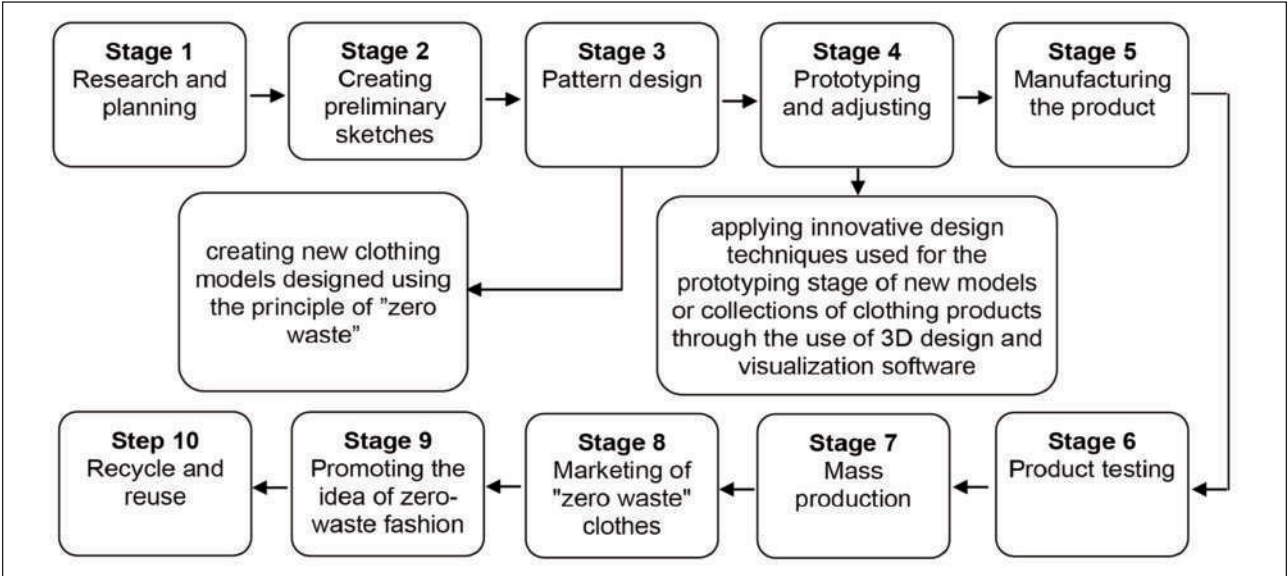 Stage 1
Research and
planning
Stage 2
Creating
preliminary
sketches
Stage 3
Pattern design
Stage 4
Prototyping
and adjusting
Stage 5
Manufacturing
the product
creating new clothing
models designed using
the principle of ”zero
waste”
applying innovative design
techniques used for the
prototyping stage of new models
or collections of clothing products
through the use of 3D design and
visualization software
Stage 6
Product testing
Stage 7
Mass
production
Stage 8
Marketing of
"zero waste"
clothes
Stage 9
Promoting the
idea of zero-
waste fashion
Step 10
Recycle and
reuse